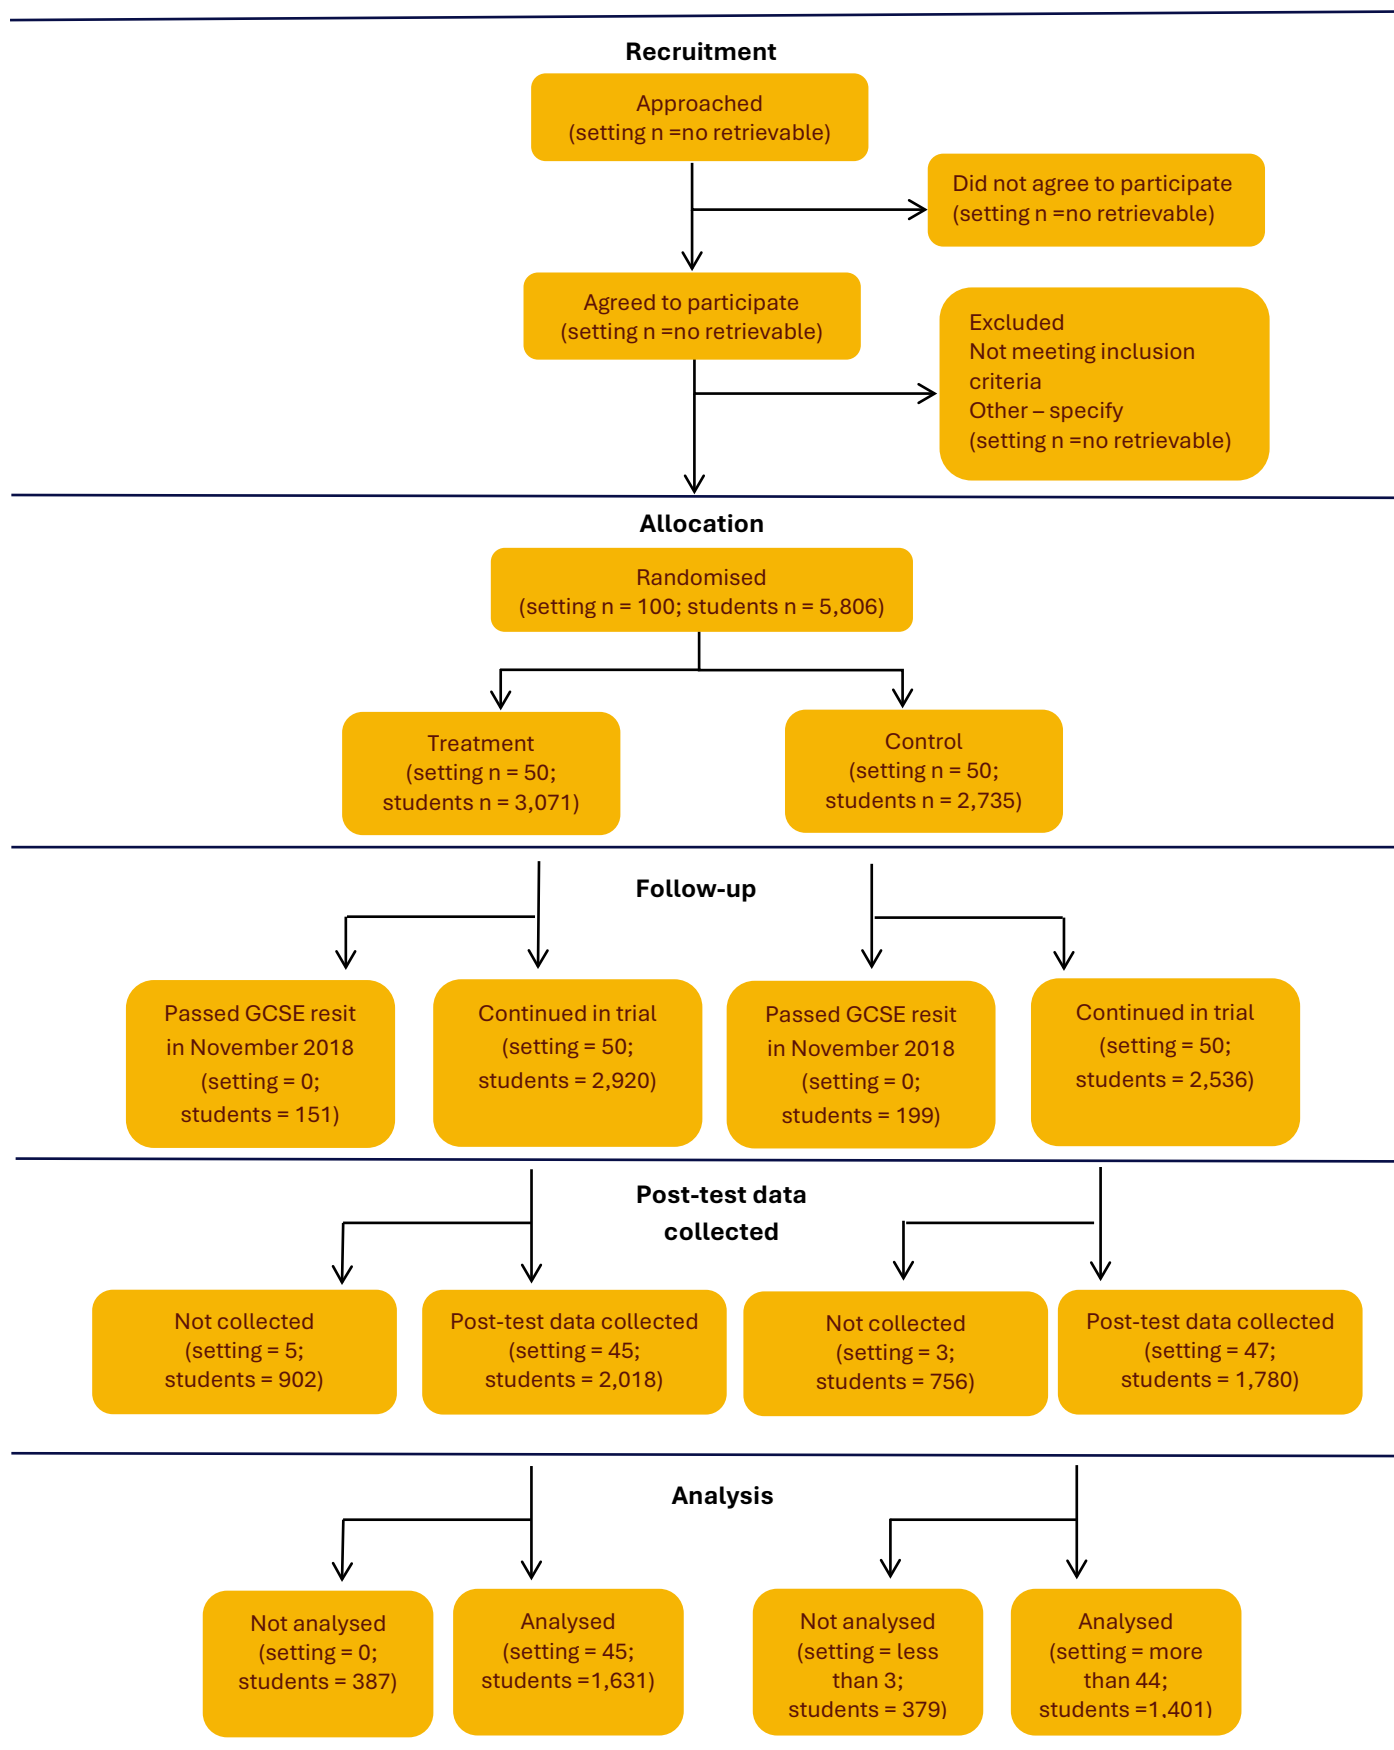 Recruitment
Approached
(setting n =no retrievable)
Did not agree to participate
(setting n =no retrievable)
Agreed to participate
(setting n =no retrievable)
Excluded
Not meeting inclusion
criteria
Other – specify
(setting n =no retrievable)
Allocation
Randomised
(setting n = 100; students n = 5,806)
Treatment
(setting n = 50;
students n = 3,071)
Control
(setting n = 50;
students n = 2,735)
Follow-up
Passed GCSE resit
in November 2018
(setting = 0;
students = 151)
Continued in trial
(setting = 50;
students = 2,920)
Passed GCSE resit
in November 2018
(setting = 0;
students = 199)
Continued in trial
(setting = 50;
students = 2,536)
Post-test data
collected
Not collected
(setting = 5;
students = 902)
Post-test data collected
(setting = 45;
students = 2,018)
Not collected
(setting = 3;
students = 756)
Post-test data collected
(setting = 47;
students = 1,780)
Analysis
Not analysed
(setting = 0;
students = 387)
Analysed
(setting = 45;
students =1,631)
Not analysed
(setting = less
than 3;
students = 379)
Analysed
(setting = more
than 44;
students =1,401)